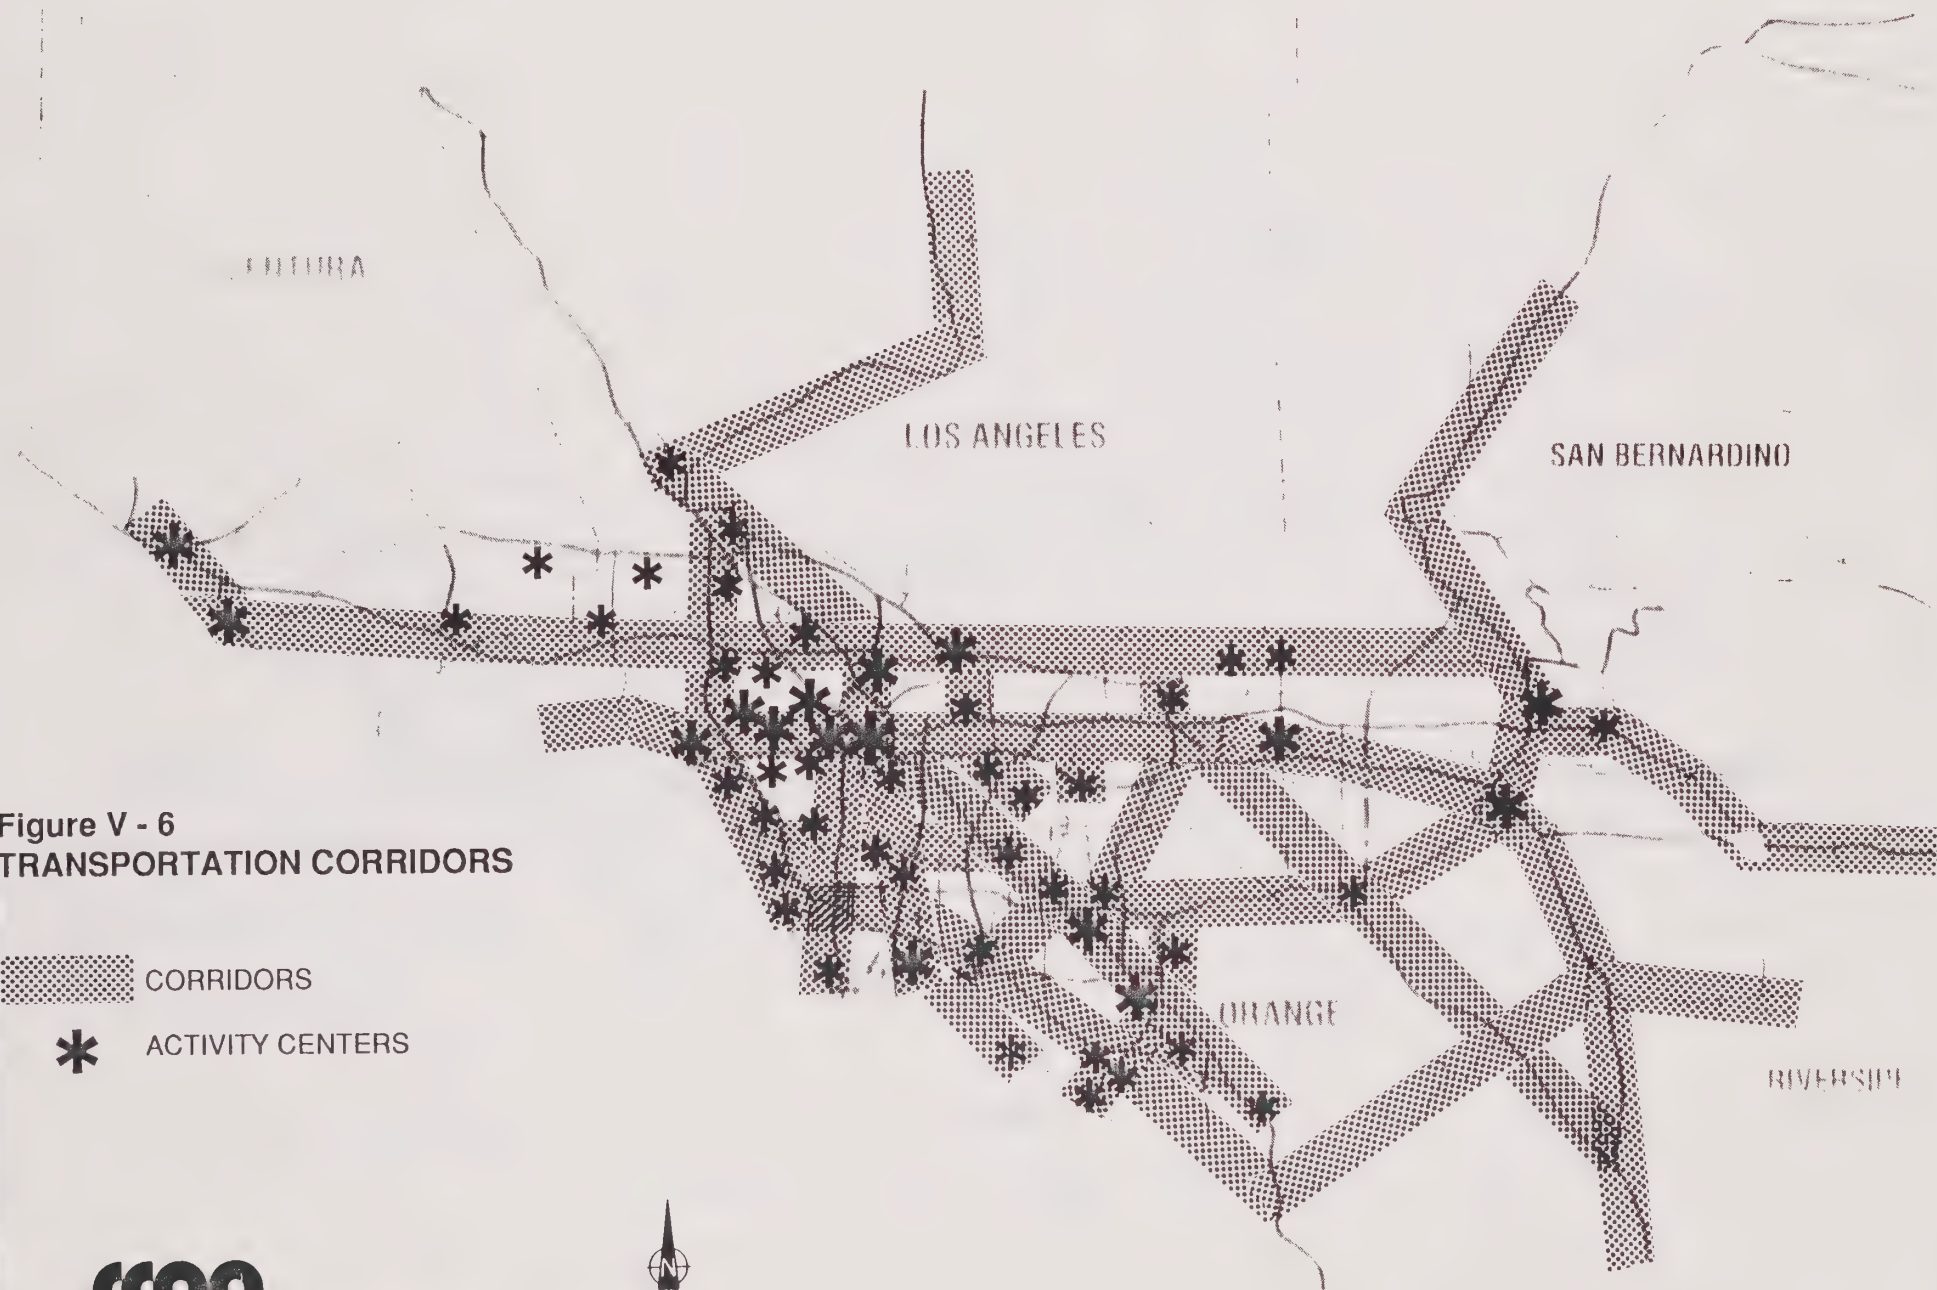 LOS ANGELES
SAN BERNARDINO
Figure V - 6
TRANSPORTATION CORRIDORS
CORRIDORS
ACTIVITY CENTERS
ORANGE
N